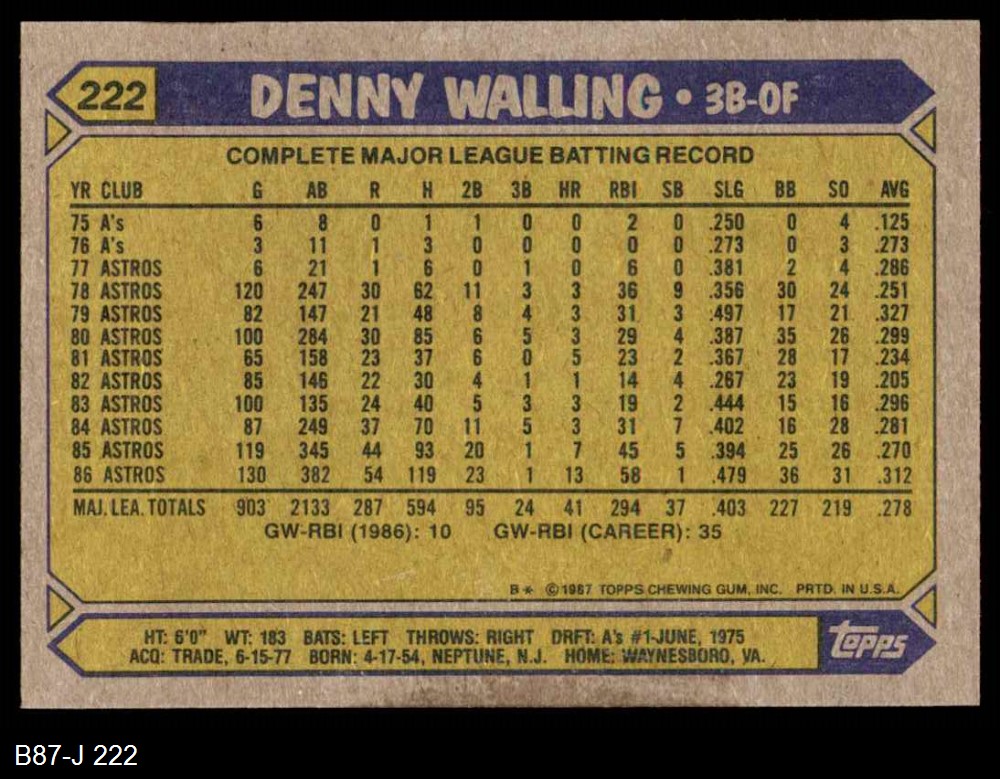 222 DENNY WALLING • 3B-OF
COMPLETE MAJOR LEAGUE BATTING RECORD
YR CLUB G AB R H 2B 3B HR RBI SB SLG BB SO AVG
75 A's 6 8 0 1 1 0 0 2 0 .250 0 4 .125
76 A's 3 11 1 3 0 0 0 0 0 .273 0 3 .273
77 ASTROS 6 21 1 6 0 1 0 6 0 .381 2 4 .286
78 ASTROS 120 247 30 62 11 3 3 36 9 .356 30 24 .251
79 ASTROS 82 147 21 48 8 4 3 31 3 .497 17 21 .327
80 ASTROS 100 284 30 85 6 5 3 29 4 .387 35 26 .299
81 ASTROS 65 158 23 37 6 0 5 23 2 .367 28 17 .234
82 ASTROS 85 146 22 30 4 1 1 14 4 .267 23 19 .205
83 ASTROS 100 135 24 40 5 3 3 19 2 .444 15 16 .296
84 ASTROS 87 249 37 70 11 5 3 31 7 .402 16 28 .281
85 ASTROS 119 345 44 93 20 1 7 45 5 .394 25 26 .270
86 ASTROS 130 382 54 119 23 1 13 58 1 .479 36 31 .312
MAJ. LEA. TOTALS 903 2133 287 594 95 24 41 294 37 .403 227 219 .278
GW-RBI (1986): 10 GW-RBI (CAREER): 35
B* ©1987 TOPPS CHEWING GUM, INC. PRTD. IN U.S.A.
HT: 6'0" WT: 183 BATS: LEFT THROWS: RIGHT DRFT: A's #1-JUNE, 1975
ACQ: TRADE, 6-15-77 BORN: 4-17-54, NEPTUNE, N.J. HOME: WAYNESBORO, VA.
topps
B87-J 222